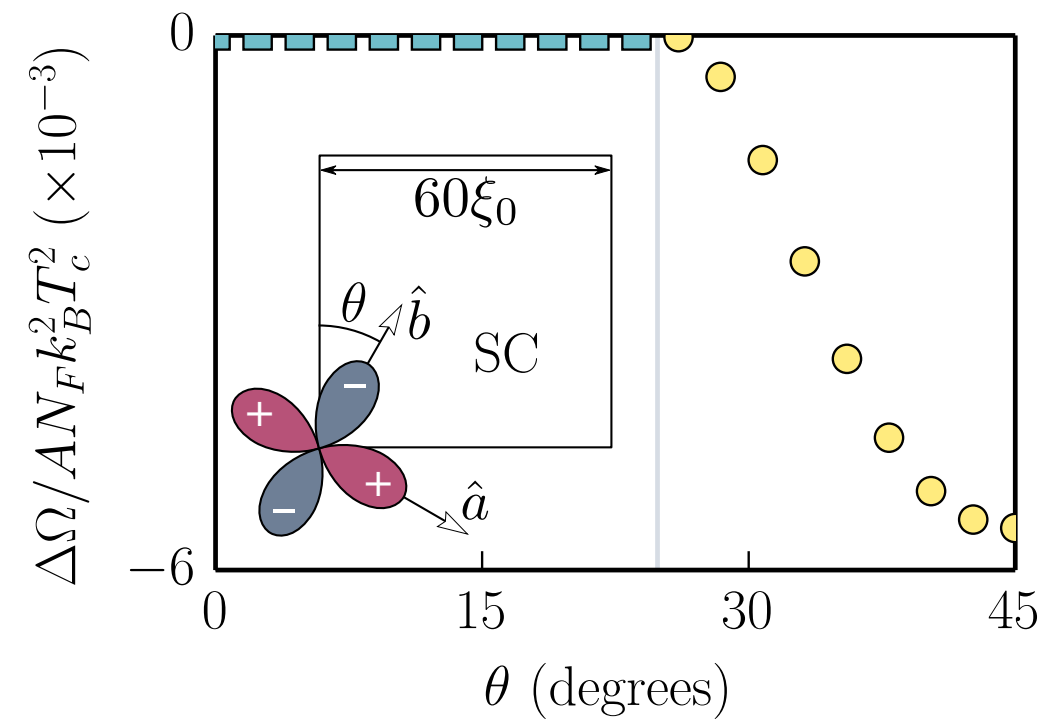 0
ΔΩ/AN_F k_B^2 T_c^2 (×10^{−3})
60ξ_0
θ
b̂
SC
−
+
+
−
â
−6
0 15 30 45
θ (degrees)